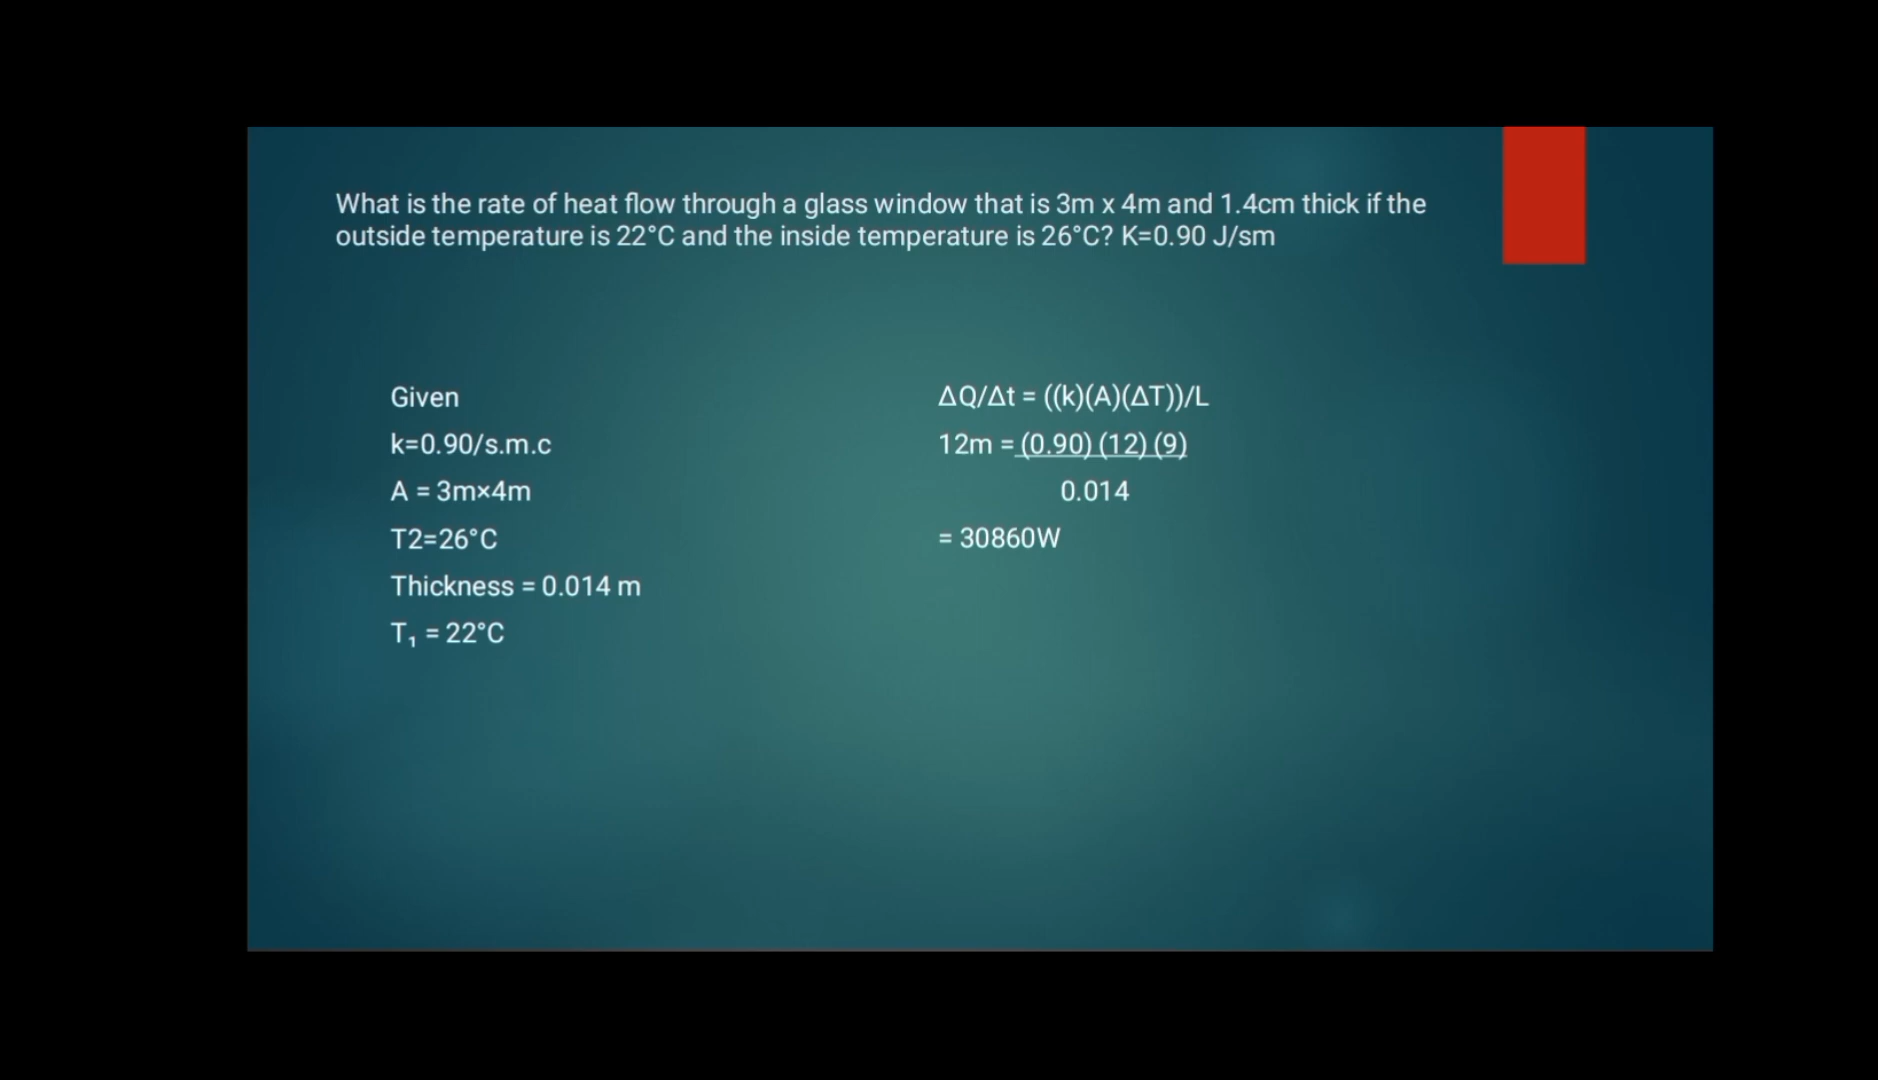 What is the rate of heat flow through a glass window that is 3m x 4m and 1.4cm thick if the
outside temperature is 22°C and the inside temperature is 26°C? K=0.90 J/sm
Given
k=0.90/s.m.c
A = 3m×4m
T2=26°C
Thickness = 0.014 m
T₁ = 22°C
ΔQ/Δt = ((k)(A)(ΔT))/L
12m = (0.90) (12) (9)
0.014
= 30860W